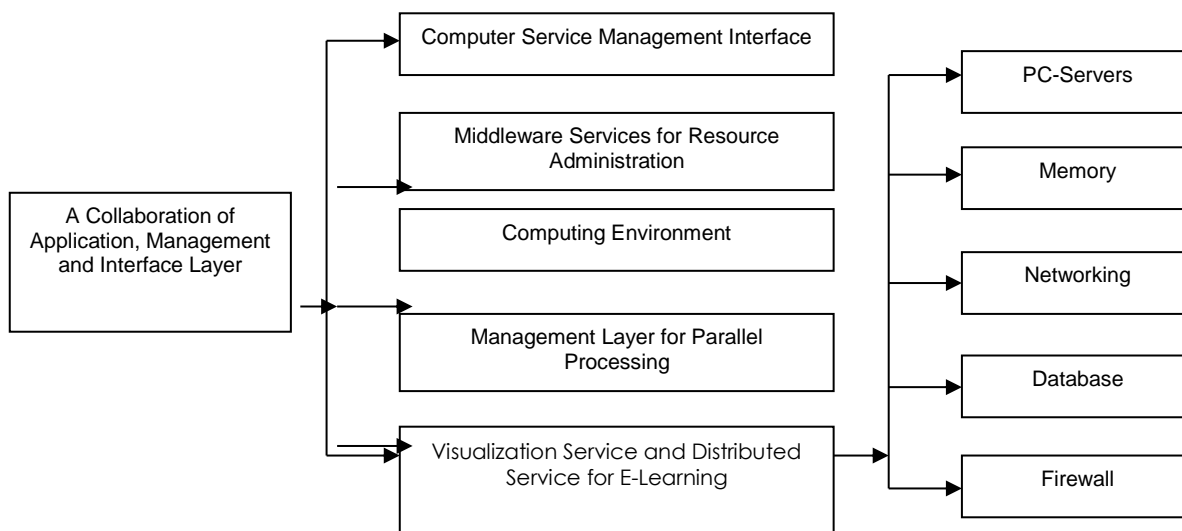 A Collaboration of
Application, Management
and Interface Layer
Computer Service Management Interface
Middleware Services for Resource
Administration
Computing Environment
Management Layer for Parallel
Processing
Visualization Service and Distributed
Service for E-Learning
PC-Servers
Memory
Networking
Database
Firewall